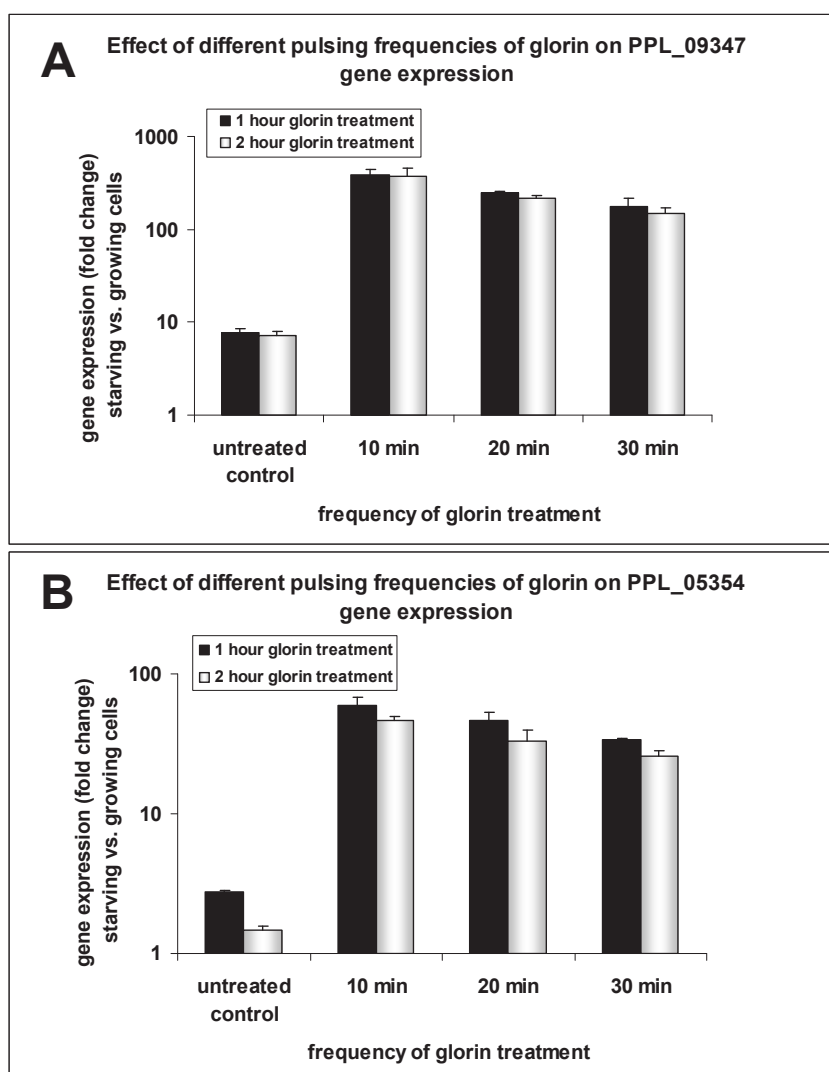 A
Effect of different pulsing frequencies of glorin on PPL_09347
gene expression
1 hour glorin treatment
2 hour glorin treatment
gene expression (fold change)
starving vs. growing cells
1000
100
10
1
untreated
control
10 min
20 min
30 min
frequency of glorin treatment
B
Effect of different pulsing frequencies of glorin on PPL_05354
gene expression
1 hour glorin treatment
2 hour glorin treatment
gene expression (fold change)
starving vs. growing cells
100
10
1
untreated
control
10 min
20 min
30 min
frequency of glorin treatment